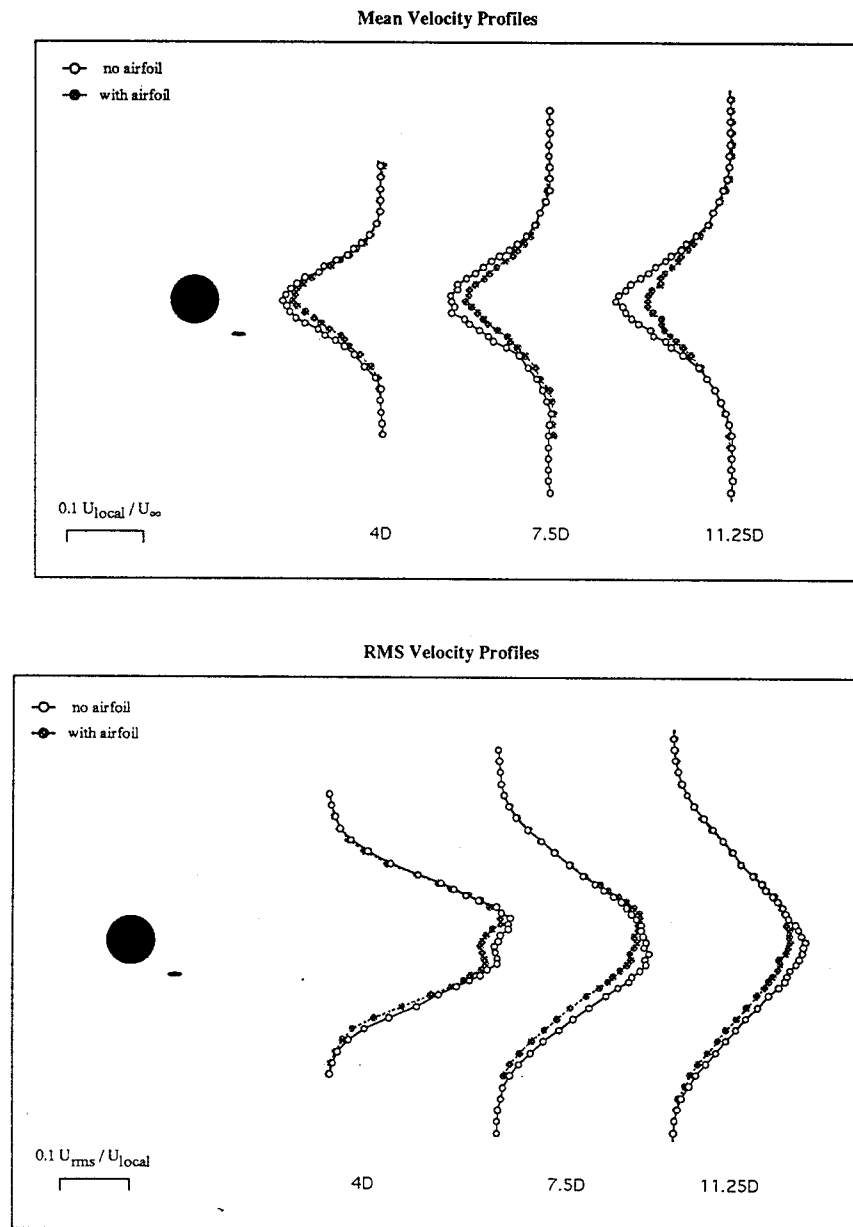 Mean Velocity Profiles
no airfoil
with airfoil
0.1 U_local / U_∞
4D 7.5D 11.25D
RMS Velocity Profiles
no airfoil
with airfoil
0.1 U_rms / U_local
4D 7.5D 11.25D